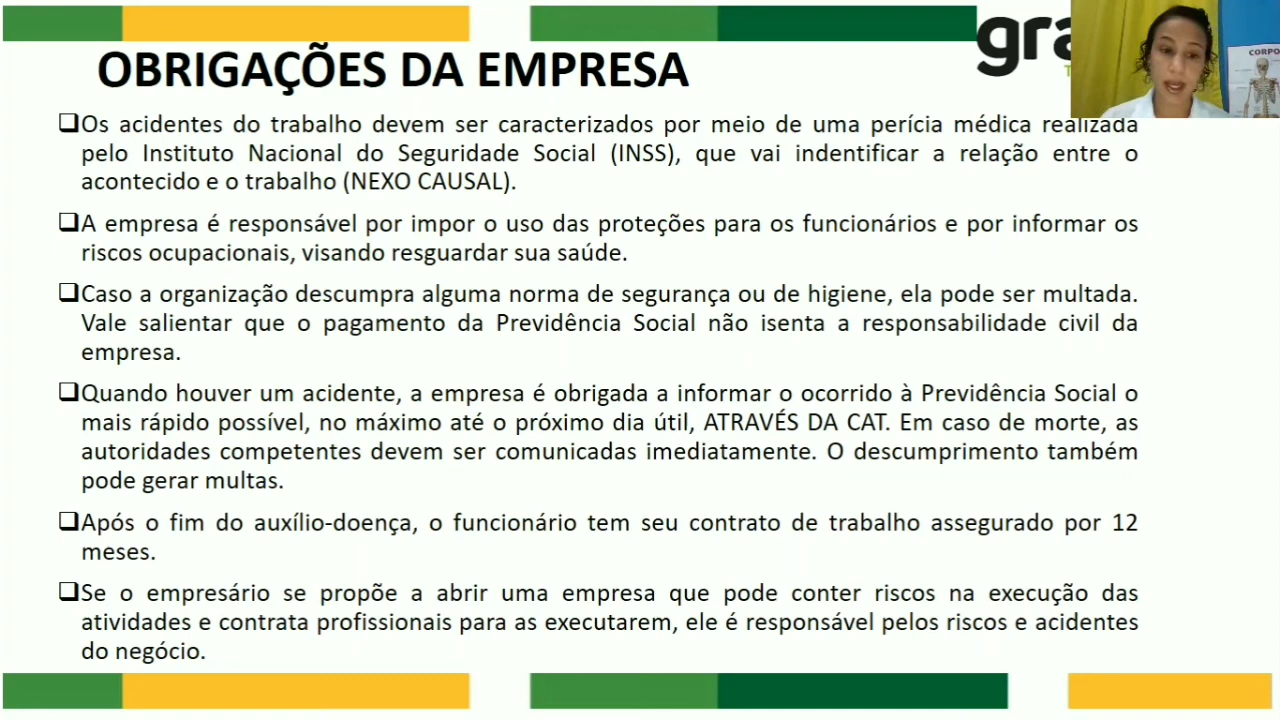 gra
CORPO
OBRIGAÇÕES DA EMPRESA
Os acidentes do trabalho devem ser caracterizados por meio de uma perícia médica realizada
pelo Instituto Nacional do Seguridade Social (INSS), que vai indentificar a relação entre o
acontecido e o trabalho (NEXO CAUSAL).
A empresa é responsável por impor o uso das proteções para os funcionários e por informar os
riscos ocupacionais, visando resguardar sua saúde.
Caso a organização descumpra alguma norma de segurança ou de higiene, ela pode ser multada.
Vale salientar que o pagamento da Previdência Social não isenta a responsabilidade civil da
empresa.
Quando houver um acidente, a empresa é obrigada a informar o ocorrido à Previdência Social o
mais rápido possível, no máximo até o próximo dia útil, ATRAVÉS DA CAT. Em caso de morte, as
autoridades competentes devem ser comunicadas imediatamente. O descumprimento também
pode gerar multas.
Após o fim do auxílio-doença, o funcionário tem seu contrato de trabalho assegurado por 12
meses.
Se o empresário se propõe a abrir uma empresa que pode conter riscos na execução das
atividades e contrata profissionais para as executarem, ele é responsável pelos riscos e acidentes
do negócio.